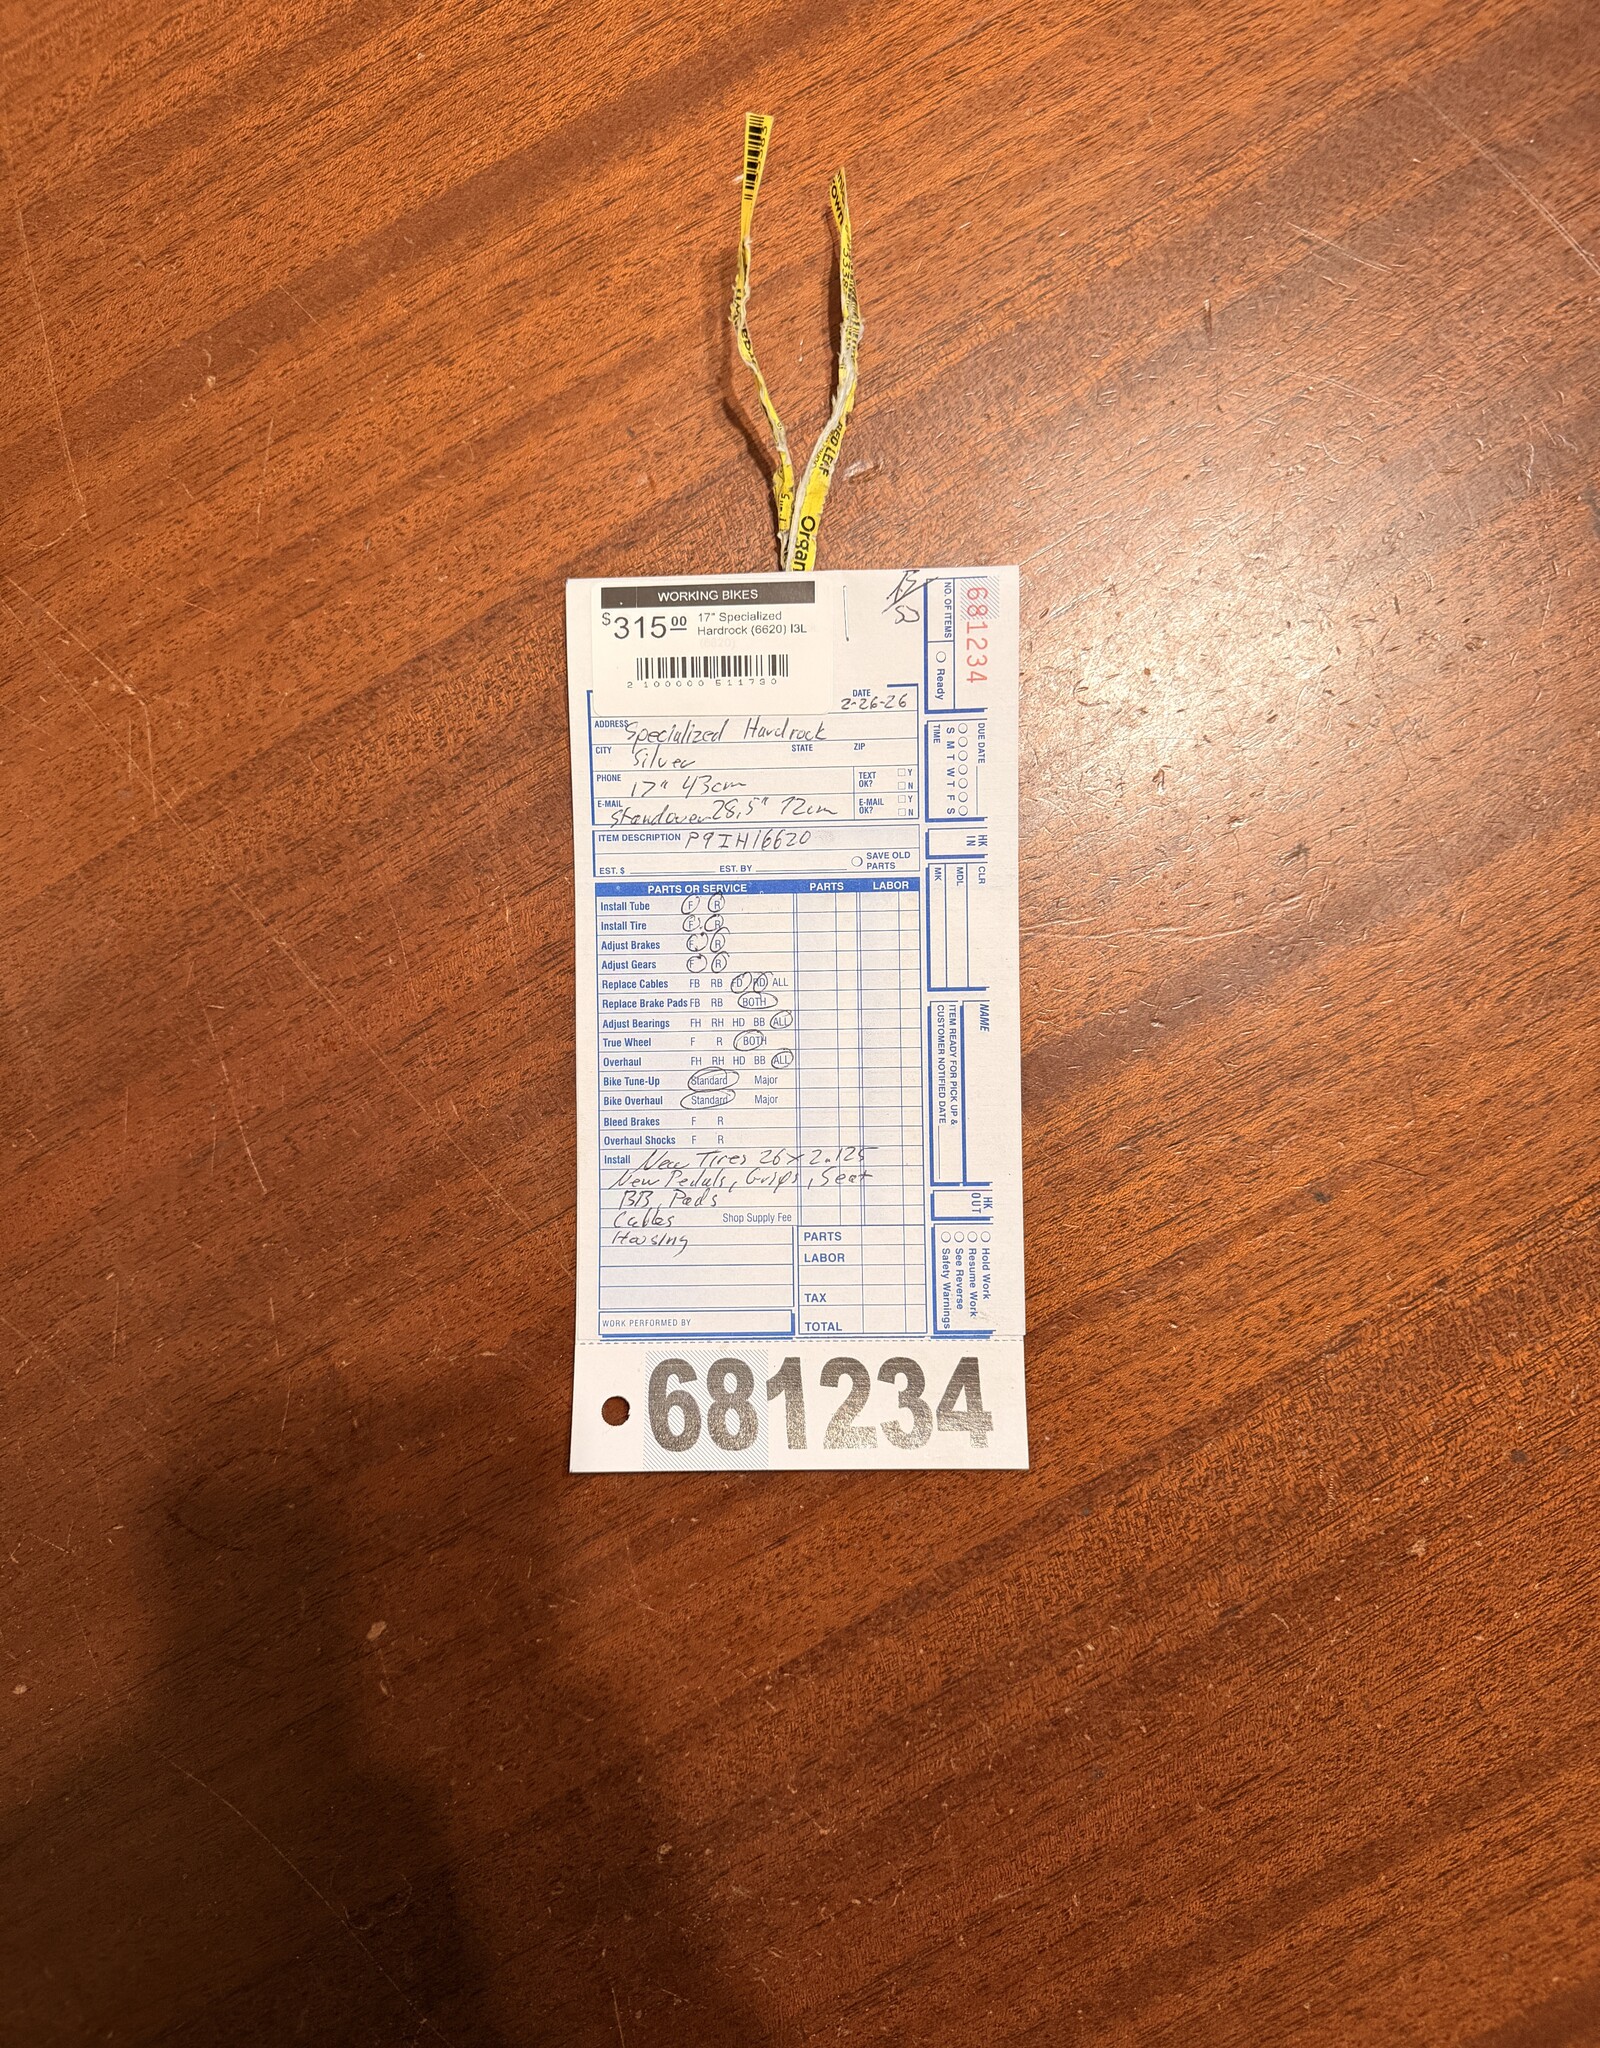 Organ
RED LEAF
WORKING BIKES
$315.00 17" Specialized
Hardrock (6620) I3L
2 100000 511730
DATE
2-26-26
ADDRESS Specialized Hardrock
CITY Silver STATE ZIP
PHONE 17" 43cm TEXT OK? Y N
E-MAIL Standover 28.5" 72cm E-MAIL OK? Y N
ITEM DESCRIPTION P9IH16620
EST. $ EST. BY SAVE OLD PARTS
PARTS OR SERVICE PARTS LABOR
Install Tube F R
Install Tire F R
Adjust Brakes F R
Adjust Gears F R
Replace Cables FB RB FD RD ALL
Replace Brake Pads FB RB BOTH
Adjust Bearings FH RH HD BB ALL
True Wheel F R BOTH
Overhaul FH RH HD BB ALL
Bike Tune-Up Standard Major
Bike Overhaul Standard Major
Bleed Brakes F R
Overhaul Shocks F R
Install New Tires 26 x 2.125
New Pedals, Grips, Seat
BB, Pads
Cables Shop Supply Fee
Housing
PARTS
LABOR
TAX
TOTAL
WORK PERFORMED BY
681234
NO. OF ITEMS Ready
DUE DATE
S M T W T F S
TIME
HK IN
CLR
MDL
MK
NAME
ITEM READY FOR PICK UP &
CUSTOMER NOTIFIED DATE
HK OUT
Hold Work
Resume Work
See Reverse
Safety Warnings
681234